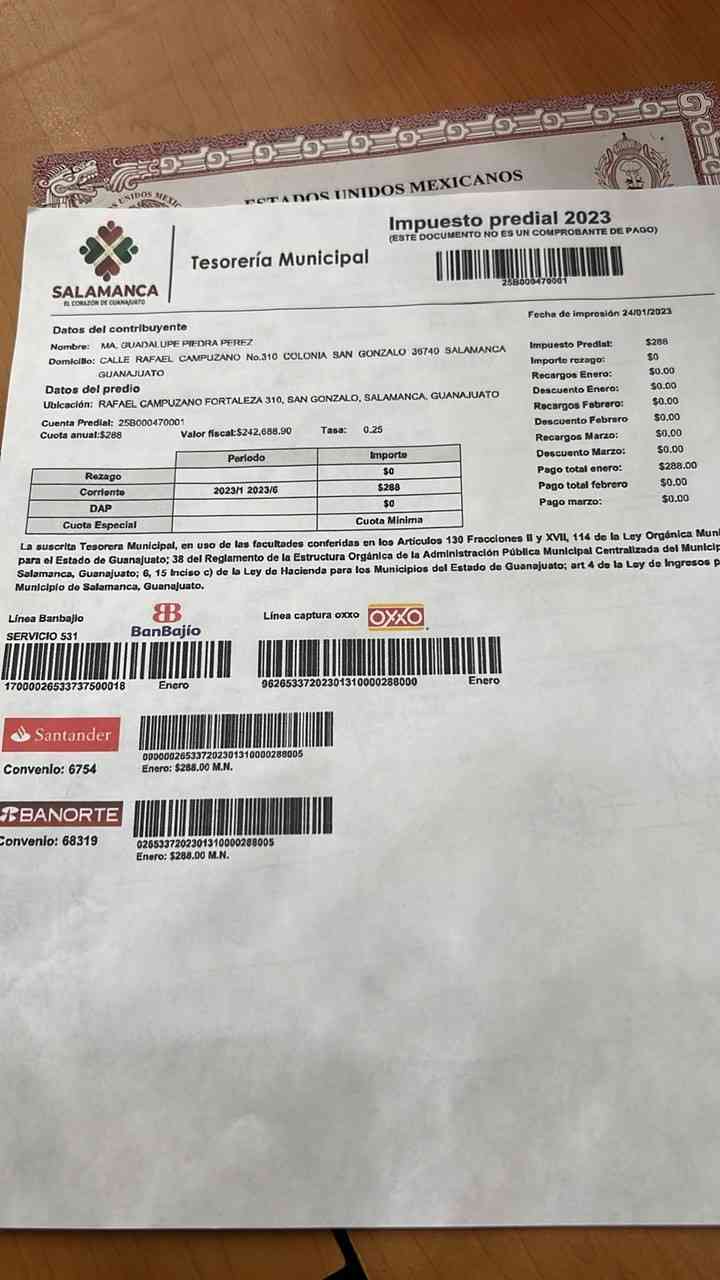 ESTADOS UNIDOS MEXICANOS
SALAMANCA
EL CORAZÓN DE GUANAJUATO
Tesorería Municipal
Impuesto predial 2023
(ESTE DOCUMENTO NO ES UN COMPROBANTE DE PAGO)
25B000470001
Fecha de impresión 24/01/2023
Datos del contribuyente
Nombre: MA. GUADALUPE PIEDRA PEREZ
Domicilio: CALLE RAFAEL CAMPUZANO No.310 COLONIA SAN GONZALO 36740 SALAMANCA
GUANAJUATO
Datos del predio
Ubicación: RAFAEL CAMPUZANO FORTALEZA 310, SAN GONZALO, SALAMANCA, GUANAJUATO
Cuenta Predial: 25B000470001
Cuota anual:$288 Valor fiscal:$242,688.90 Tasa: 0.25
Impuesto Predial: $288
Importe rezago: $0
Recargos Enero: $0.00
Descuento Enero: $0.00
Recargos Febrero: $0.00
Descuento Febrero $0.00
Recargos Marzo: $0.00
Descuento Marzo: $0.00
Pago total enero: $288.00
Pago total febrero $0.00
Pago marzo: $0.00
Periodo Importe
Rezago $0
Corriente 2023/1 2023/6 $288
DAP $0
Cuota Especial Cuota Mínima
La suscrita Tesorera Municipal, en uso de las facultades conferidas en los Artículos 130 Fracciones II y XVII, 114 de la Ley Orgánica Muni
para el Estado de Guanajuato; 38 del Reglamento de la Estructura Orgánica de la Administración Pública Municipal Centralizada del Municip
Salamanca, Guanajuato; 6, 15 Inciso c) de la Ley de Hacienda para los Municipios del Estado de Guanajuato; art 4 de la Ley de Ingresos p
Municipio de Salamanca, Guanajuato.
Línea Banbajío
SERVICIO 531
BanBajío
17000026533737500018 Enero
Línea captura oxxo OXXO
96265337202301310000288000 Enero
Santander
Convenio: 6754
Enero: $288.00 M.N.
BANORTE
Convenio: 68319
Enero: $288.00 M.N.